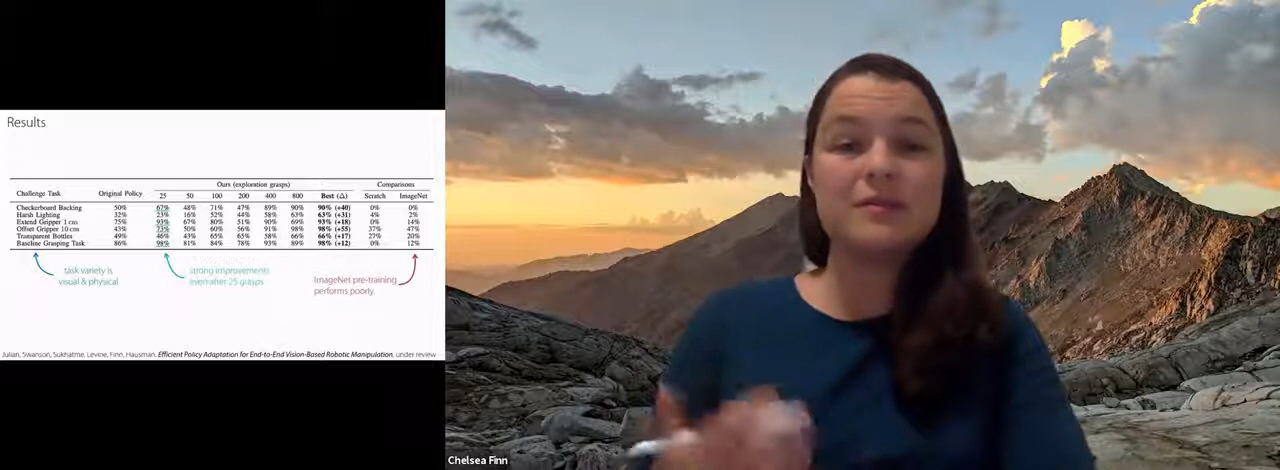 Results
Ours (exploration grasps) Comparisons
Challenge Task Original Policy 25 50 100 200 400 800 Best (Δ) Scratch ImageNet
Checkerboard Backing 50% 67% 48% 71% 47% 89% 90% 90% (+40) 0% 0%
Harsh Lighting 32% 23% 16% 52% 44% 58% 63% 63% (+31) 4% 2%
Extend Gripper 1 cm 75% 93% 67% 80% 51% 90% 69% 93% (+18) 0% 14%
Offset Gripper 10 cm 43% 73% 50% 60% 56% 91% 98% 98% (+55) 37% 47%
Transparent Bottles 49% 46% 43% 65% 65% 58% 66% 66% (+17) 27% 20%
Baseline Grasping Task 86% 98% 81% 84% 78% 93% 89% 98% (+12) 0% 12%
task variety is
visual & physical
strong improvements
even after 25 grasps
ImageNet pre-training
performs poorly.
Julian, Swanson, Sukhatme, Levine, Finn, Hausman, Efficient Policy Adaptation for End-to-End Vision-Based Robotic Manipulation, under review
Chelsea Finn